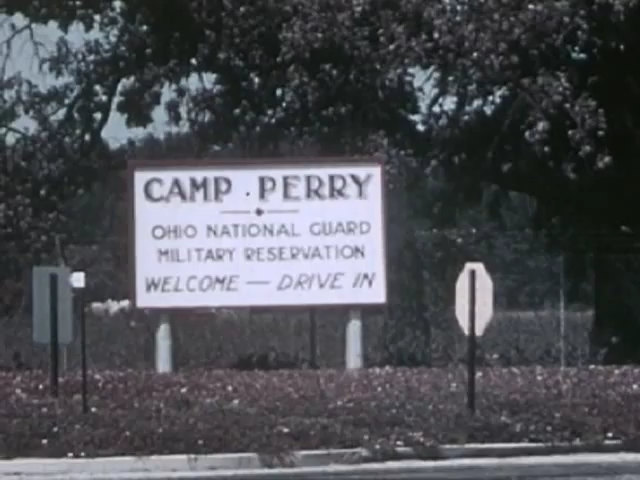 CAMP · PERRY
OHIO NATIONAL GUARD
MILITARY RESERVATION
WELCOME — DRIVE IN